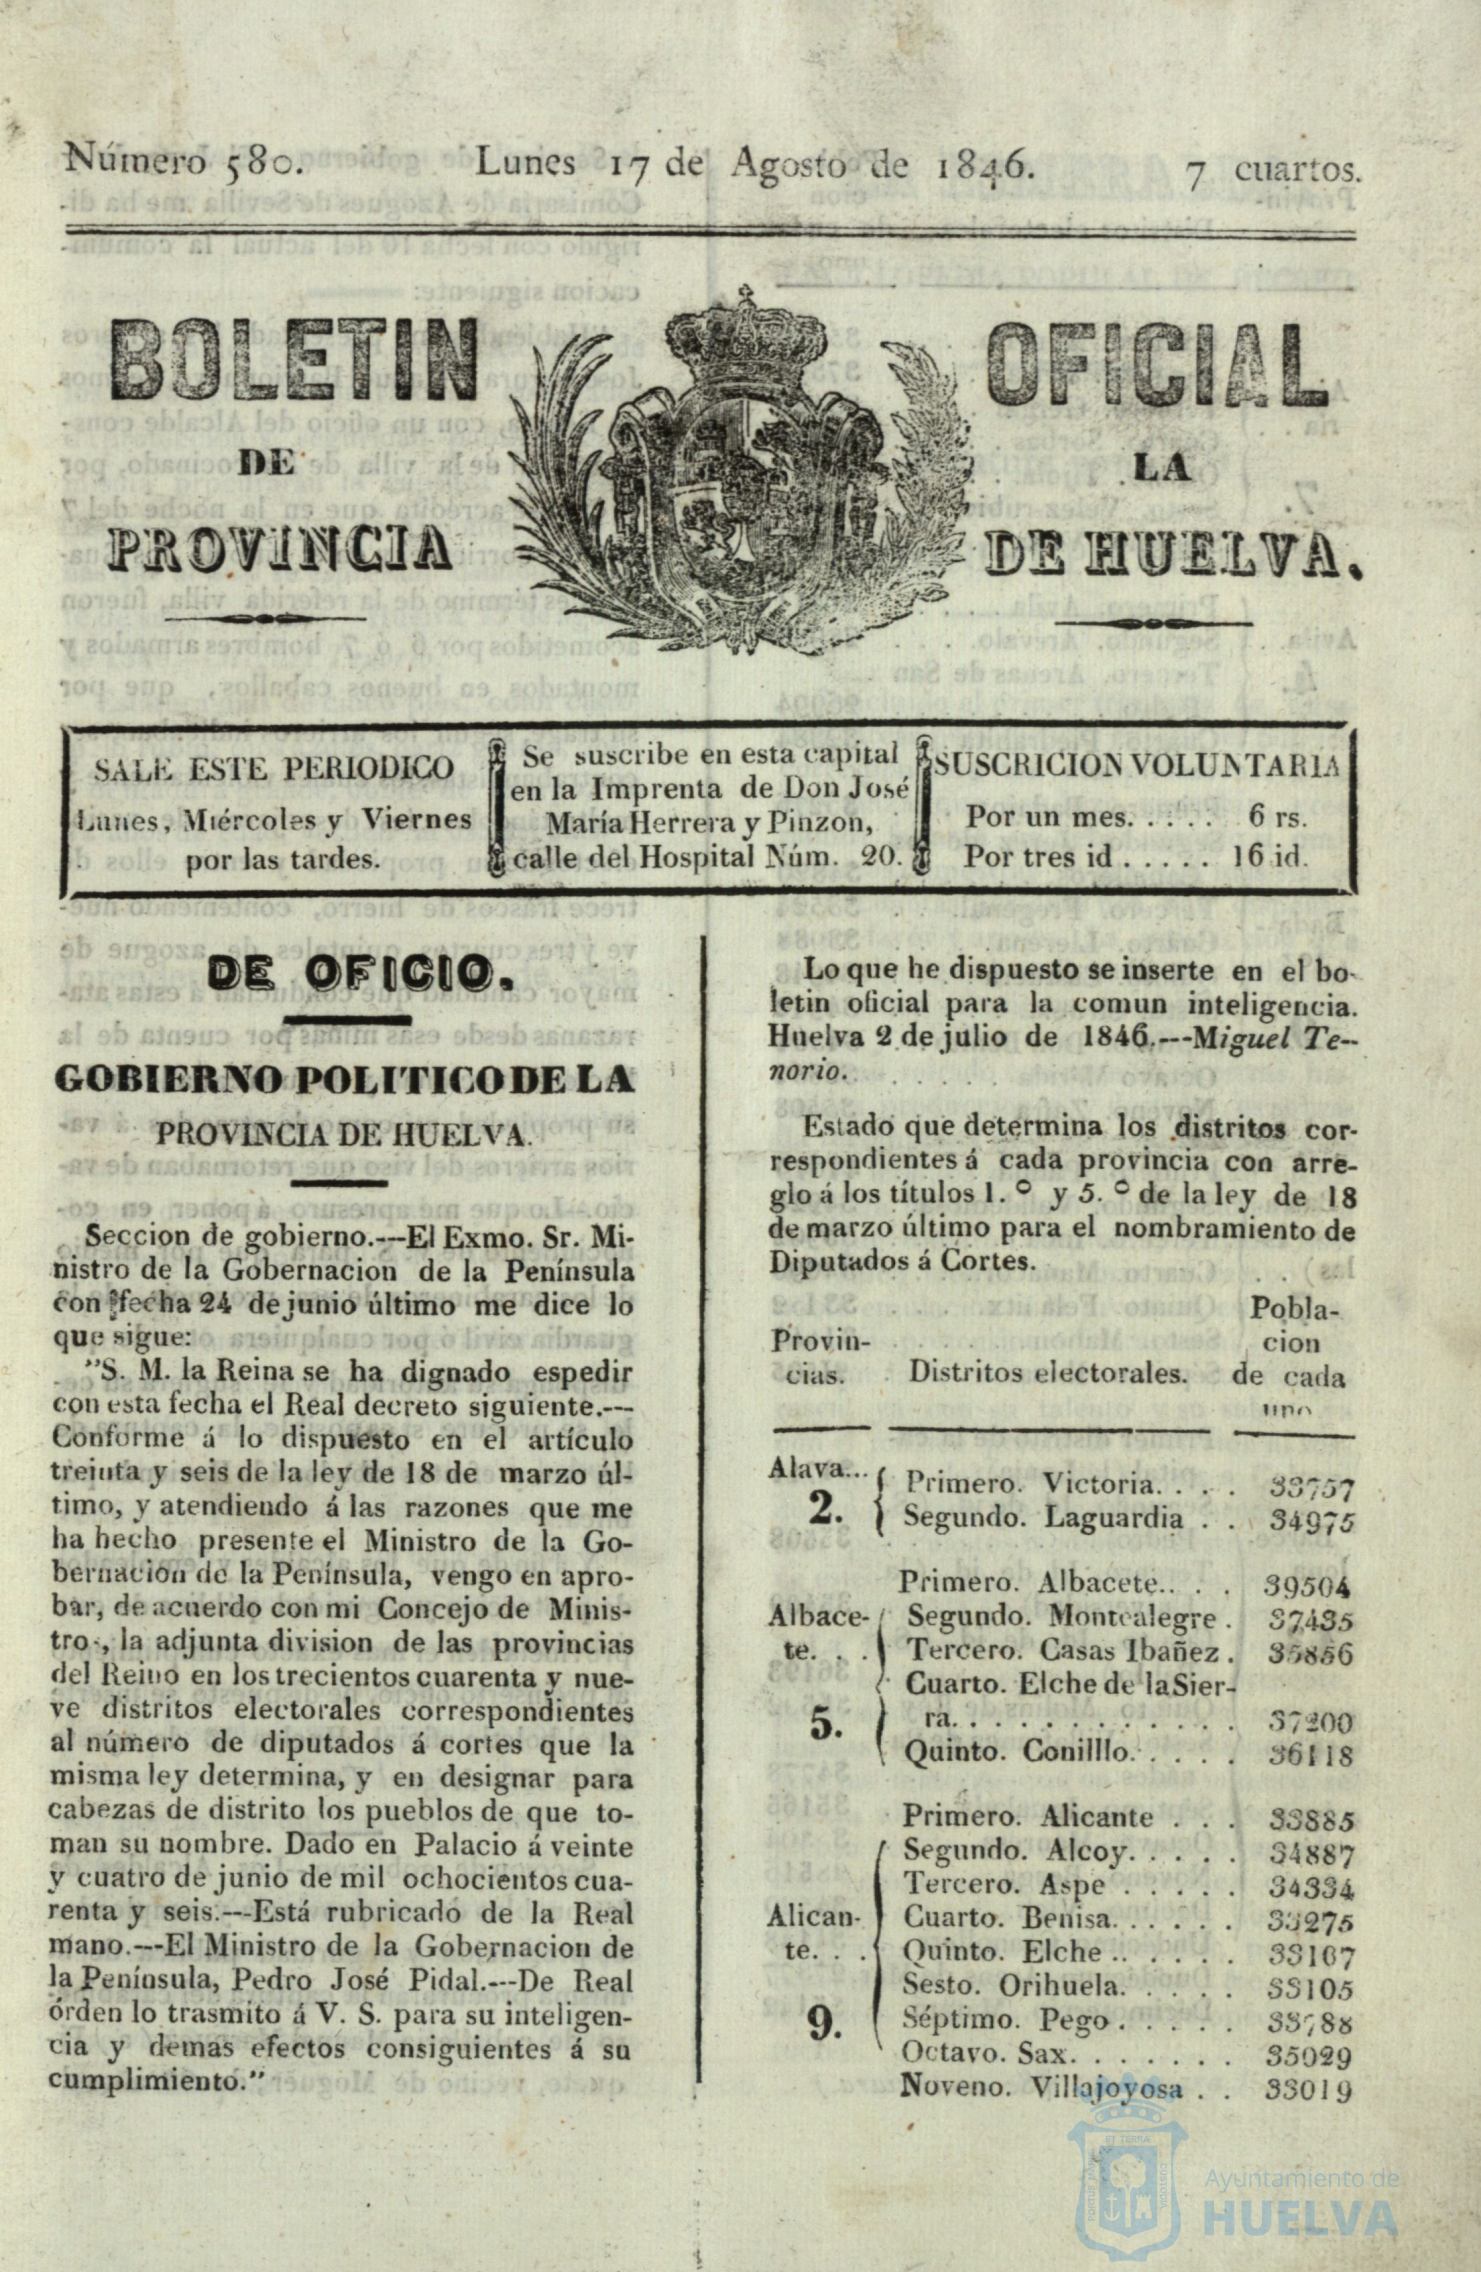 Número 580. Lunes 17 de Agosto de 1846. 7 cuartos.
BOLETIN OFICIAL
DE LA
PROVINCIA DE HUELVA.
SALE ESTE PERIODICO
Lunes, Miércoles y Viernes
por las tardes.
Se suscribe en esta capital
en la Imprenta de Don José
María Herrera y Pinzon,
calle del Hospital Núm. 20.
SUSCRICION VOLUNTARIA
Por un mes. . . . . 6 rs.
Por tres id . . . . . 16 id.
DE OFICIO.
GOBIERNO POLITICO DE LA
PROVINCIA DE HUELVA.
Seccion de gobierno.---El Exmo. Sr. Mi-
nistro de la Gobernacion de la Península
con fecha 24 de junio último me dice lo
que sigue:
"S. M. la Reina se ha dignado espedir
con esta fecha el Real decreto siguiente.---
Conforme á lo dispuesto en el artículo
treinta y seis de la ley de 18 de marzo úl-
timo, y atendiendo á las razones que me
ha hecho presente el Ministro de la Go-
bernacion de la Península, vengo en apro-
bar, de acuerdo con mi Concejo de Minis-
tro , la adjunta division de las provincias
del Reino en los trecientos cuarenta y nue-
ve distritos electorales correspondientes
al número de diputados á cortes que la
misma ley determina, y en designar para
cabezas de distrito los pueblos de que to-
man su nombre. Dado en Palacio á veinte
y cuatro de junio de mil ochocientos cua-
renta y seis.---Está rubricado de la Real
mano.---El Ministro de la Gobernacion de
la Península, Pedro José Pidal.---De Real
órden lo trasmito á V. S. para su inteligen-
cia y demas efectos consiguientes á su
cumplimiento."
Lo que he dispuesto se inserte en el bo-
letin oficial para la comun inteligencia.
Huelva 2 de julio de 1846.---Miguel Te--
norio.
Estado que determina los distritos cor-
respondientes á cada provincia con arre-
glo á los títulos 1.º y 5.º de la ley de 18
de marzo último para el nombramiento de
Diputados á Cortes.
Pobla-
Provin- cion
cias. Distritos electorales. de cada
uno
Alava... Primero. Victoria. . . . 33757
2. Segundo. Laguardia . . 34975
Primero. Albacete.. . . 39504
Albace- Segundo. Montealegre . 37435
te. . . Tercero. Casas Ibañez . 35856
Cuarto. Elche de la Sier-
5. ra. . . . . . . . . . . . 37200
Quinto. Conilllo. . . . . 36118
Primero. Alicante . . . 33885
Segundo. Alcoy. . . . . 34887
Tercero. Aspe . . . . . 34334
Alican- Cuarto. Benisa. . . . . . 33275
te. . . Quinto. Elche .. . . . . 33167
Sesto. Orihuela. . . . . 33105
9. Séptimo. Pego . . . . . 33788
Octavo. Sax. . . . . . . 35029
Noveno. Villajoyosa . . 33019
Ayuntamiento de
HUELVA